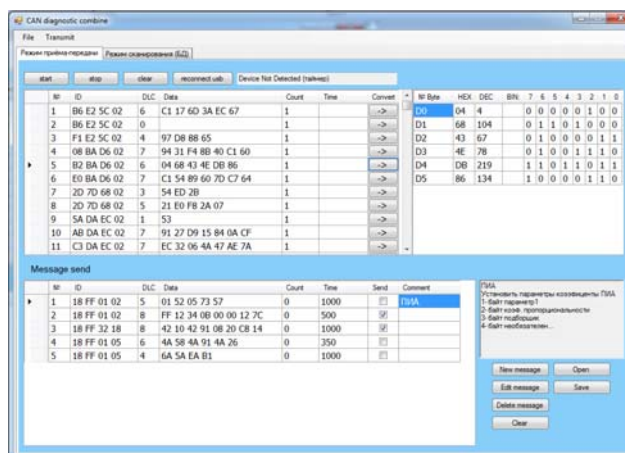 CAN diagnostic combine
File Transmit
Режим приёма-передачи Режим сканирования (БД)
start stop clear reconnect usb Device Not Detected (таймер)
№ ID DLC Data Count Time Convert
1 B6 E2 5C 02 6 C1 17 6D 3A EC 67 1 ->
2 B6 E2 5C 02 0 1 ->
3 F1 E2 5C 02 4 97 D8 88 65 1 ->
4 08 BA D6 02 7 94 31 F4 8B 40 C1 60 1 ->
5 B2 BA D6 02 6 04 68 43 4E DB 86 1 ->
6 E0 BA D6 02 7 C1 54 89 60 7D C7 64 1 ->
7 2D 7D 68 02 3 54 ED 2B 1 ->
8 2D 7D 68 02 5 21 E0 F8 2A 07 1 ->
9 5A DA EC 02 1 53 1 ->
10 AB DA EC 02 7 91 27 D9 15 84 0A CF 1 ->
11 C3 DA EC 02 7 EC 32 06 4A 47 AE 7A 1 ->
№ Byte HEX DEC BIN: 7 6 5 4 3 2 1 0
D0 04 4 0 0 0 0 0 1 0 0
D1 68 104 0 1 1 0 1 0 0 0
D2 43 67 0 1 0 0 0 0 1 1
D3 4E 78 0 1 0 0 1 1 1 0
D4 DB 219 1 1 0 1 1 0 1 1
D5 86 134 1 0 0 0 0 1 1 0
Message send
№ ID DLC Data Count Time Send Comment
1 18 FF 01 02 5 01 52 05 73 57 0 1000 ПИА
2 18 FF 01 02 8 FF 12 34 0B 00 00 12 7C 0 500
3 18 FF 32 18 8 42 10 42 91 08 20 CB 14 0 1000
4 18 FF 01 05 6 4A 58 4A 91 4A 26 0 350
5 18 FF 01 05 4 6A 5A EA B1 0 1000
ПИА
Установить параметры коэфиценты ПИА
1-байт параметр1
2-байт коэф. пропорциональности
3-байт подборщик
4-байт необязателен...
New message Open
Edit message Save
Delete message
Clear